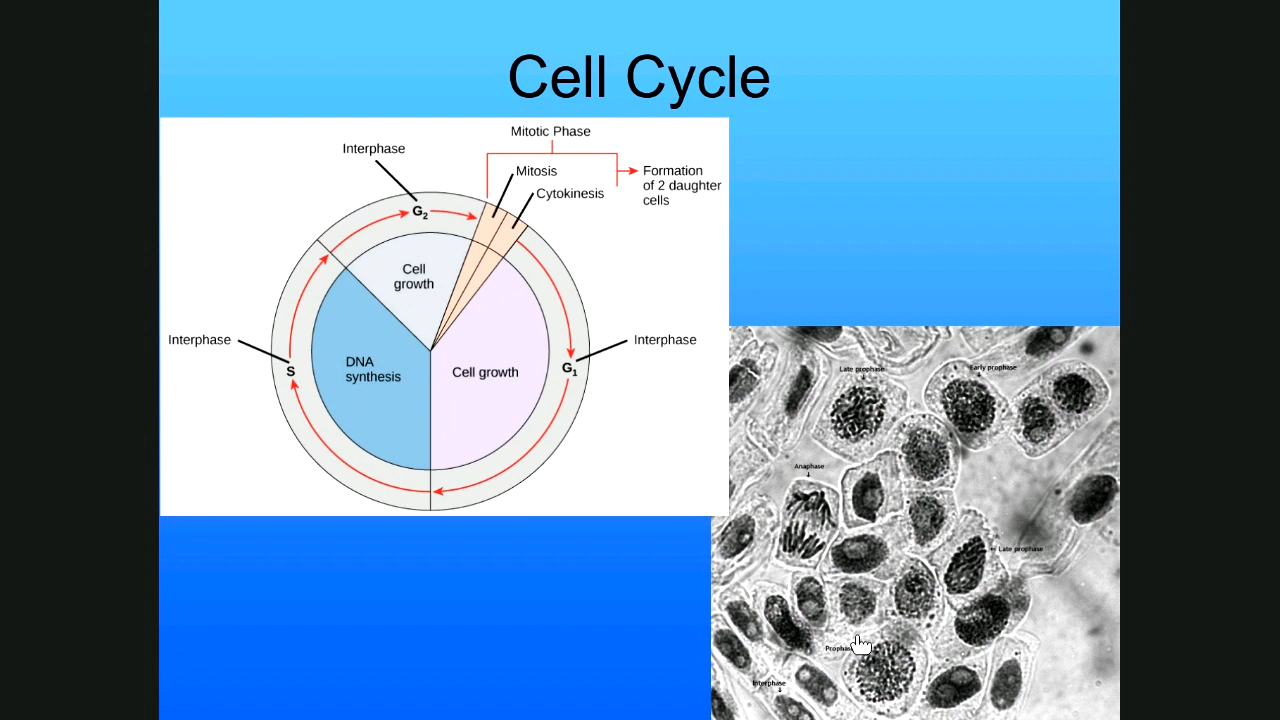 Cell Cycle
Mitotic Phase
Interphase
Mitosis
Formation
of 2 daughter
cells
Cytokinesis
G2
Cell
growth
Interphase
Interphase
S
DNA
synthesis
Cell growth
G1
Late prophase
Early prophase
Anaphase
Late prophase
Prophase
Interphase